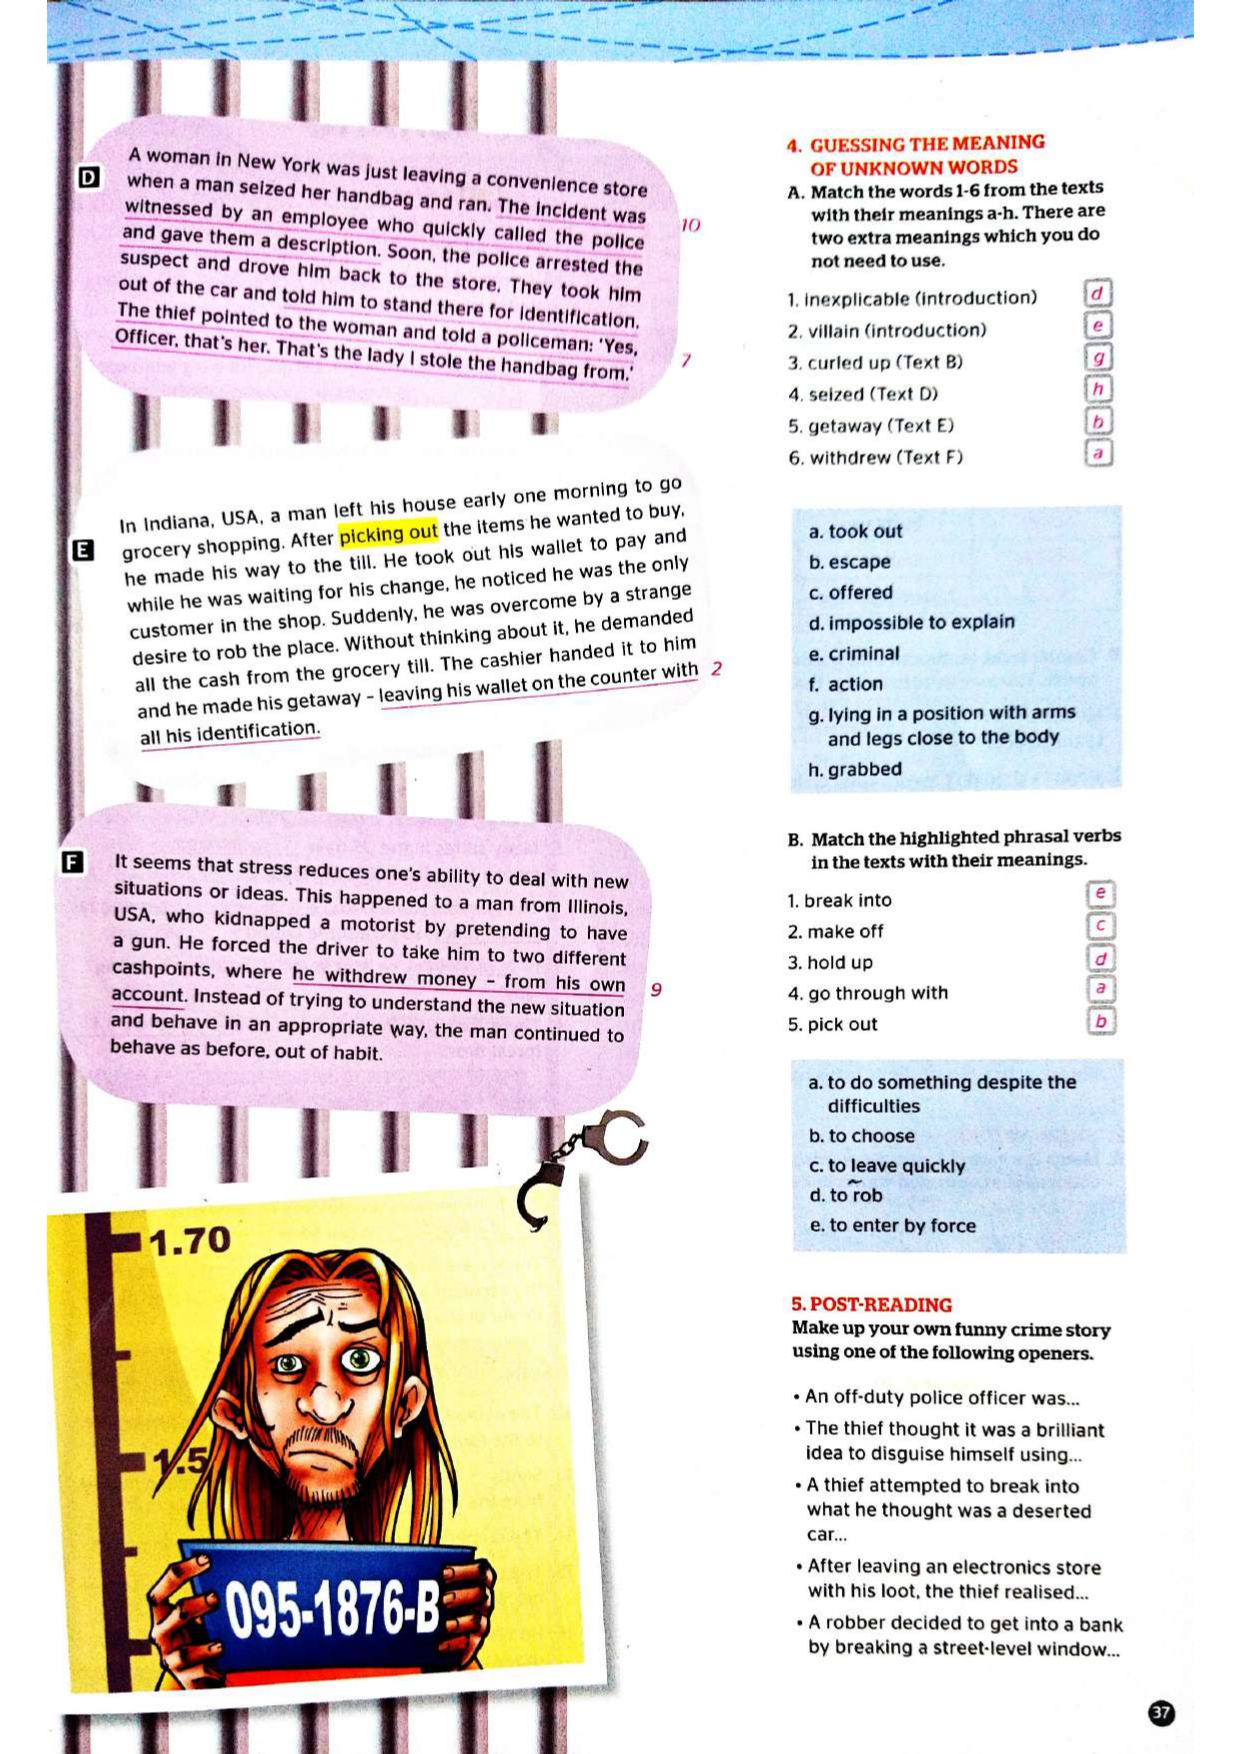 D
A woman in New York was just leaving a convenience store
when a man seized her handbag and ran. The incident was
witnessed by an employee who quickly called the police
10
and gave them a description. Soon, the police arrested the
suspect and drove him back to the store. They took him
out of the car and told him to stand there for identification.
The thief pointed to the woman and told a policeman: 'Yes,
Officer, that's her. That's the lady I stole the handbag from.'
7
E
In Indiana, USA, a man left his house early one morning to go
grocery shopping. After picking out the items he wanted to buy,
he made his way to the till. He took out his wallet to pay and
while he was waiting for his change, he noticed he was the only
customer in the shop. Suddenly, he was overcome by a strange
desire to rob the place. Without thinking about it, he demanded
all the cash from the grocery till. The cashier handed it to him
and he made his getaway – leaving his wallet on the counter with
2
all his identification.
F
It seems that stress reduces one's ability to deal with new
situations or ideas. This happened to a man from Illinois,
USA, who kidnapped a motorist by pretending to have
a gun. He forced the driver to take him to two different
cashpoints, where he withdrew money – from his own
9
account. Instead of trying to understand the new situation
and behave in an appropriate way, the man continued to
behave as before, out of habit.
1.70
1.5
095-1876-B
4. GUESSING THE MEANING
OF UNKNOWN WORDS
A. Match the words 1-6 from the texts
with their meanings a-h. There are
two extra meanings which you do
not need to use.
1. inexplicable (introduction) d
2. villain (introduction) e
3. curled up (Text B) g
4. seized (Text D) h
5. getaway (Text E) b
6. withdrew (Text F) a
a. took out
b. escape
c. offered
d. impossible to explain
e. criminal
f. action
g. lying in a position with arms
and legs close to the body
h. grabbed
B. Match the highlighted phrasal verbs
in the texts with their meanings.
1. break into e
2. make off c
3. hold up d
4. go through with a
5. pick out b
a. to do something despite the
difficulties
b. to choose
c. to leave quickly
d. to rob
e. to enter by force
5. POST-READING
Make up your own funny crime story
using one of the following openers.
• An off-duty police officer was...
• The thief thought it was a brilliant
idea to disguise himself using...
• A thief attempted to break into
what he thought was a deserted
car...
• After leaving an electronics store
with his loot, the thief realised...
• A robber decided to get into a bank
by breaking a street-level window...
37